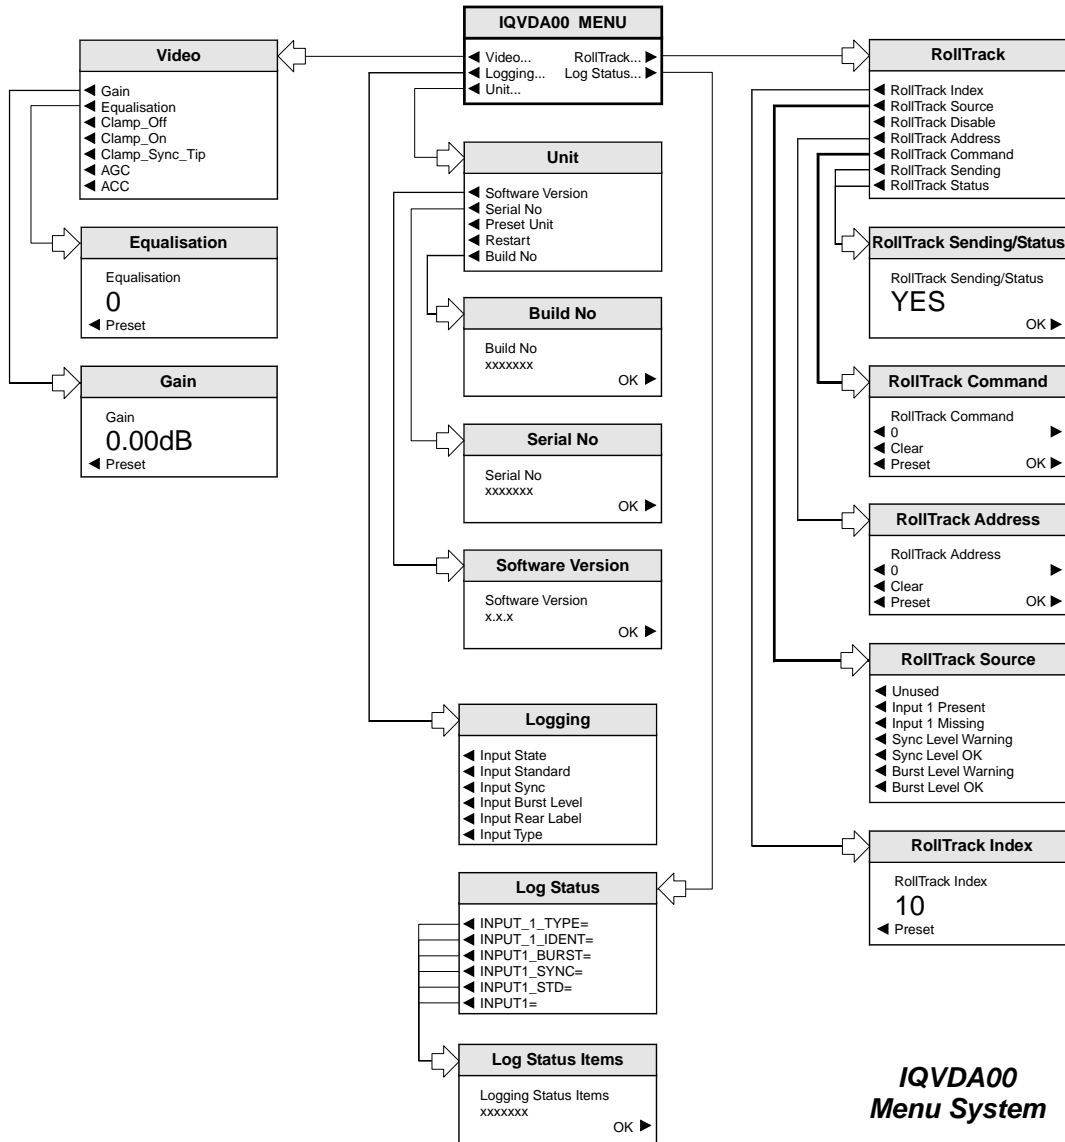 IQVDA00 MENU
Video...
RollTrack...
Logging...
Log Status...
Unit...
Video
Gain
Equalisation
Clamp_Off
Clamp_On
Clamp_Sync_Tip
AGC
ACC
Equalisation
Equalisation
0
Preset
Gain
Gain
0.00dB
Preset
Unit
Software Version
Serial No
Preset Unit
Restart
Build No
Build No
Build No
xxxxxxx
OK
Serial No
Serial No
xxxxxxx
OK
Software Version
Software Version
x.x.x
OK
Logging
Input State
Input Standard
Input Sync
Input Burst Level
Input Rear Label
Input Type
Log Status
INPUT_1_TYPE=
INPUT_1_IDENT=
INPUT1_BURST=
INPUT1_SYNC=
INPUT1_STD=
INPUT1=
Log Status Items
Logging Status Items
xxxxxxx
OK
RollTrack
RollTrack Index
RollTrack Source
RollTrack Disable
RollTrack Address
RollTrack Command
RollTrack Sending
RollTrack Status
RollTrack Sending/Status
RollTrack Sending/Status
YES
OK
RollTrack Command
RollTrack Command
0
Clear
Preset
OK
RollTrack Address
RollTrack Address
0
Clear
Preset
OK
RollTrack Source
Unused
Input 1 Present
Input 1 Missing
Sync Level Warning
Sync Level OK
Burst Level Warning
Burst Level OK
RollTrack Index
RollTrack Index
10
Preset
IQVDA00
Menu System